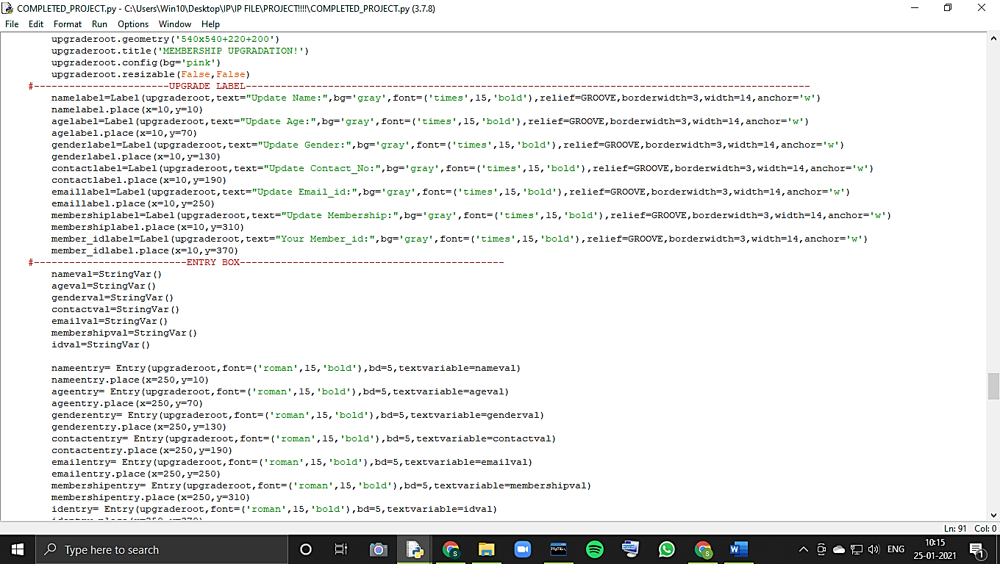 COMPLETED_PROJECT.py - C:\Users\Win10\Desktop\IP\IP FILE\PROJECT!!!!\COMPLETED_PROJECT.py (3.7.8)
File Edit Format Run Options Window Help
upgraderoot.geometry('540x540+220+200')
upgraderoot.title('MEMBERSHIP UPGRADATION!')
upgraderoot.config(bg='pink')
upgraderoot.resizable(False,False)
#-----------------------UPGRADE LABEL------------------------------------------------------------------------------------------------
namelabel=Label(upgraderoot,text="Update Name:",bg='gray',font=('times',15,'bold'),relief=GROOVE,borderwidth=3,width=14,anchor='w')
namelabel.place(x=10,y=10)
agelabel=Label(upgraderoot,text="Update Age:",bg='gray',font=('times',15,'bold'),relief=GROOVE,borderwidth=3,width=14,anchor='w')
agelabel.place(x=10,y=70)
genderlabel=Label(upgraderoot,text="Update Gender:",bg='gray',font=('times',15,'bold'),relief=GROOVE,borderwidth=3,width=14,anchor='w')
genderlabel.place(x=10,y=130)
contactlabel=Label(upgraderoot,text="Update Contact_No:",bg='gray',font=('times',15,'bold'),relief=GROOVE,borderwidth=3,width=14,anchor='w')
contactlabel.place(x=10,y=190)
emaillabel=Label(upgraderoot,text="Update Email_id:",bg='gray',font=('times',15,'bold'),relief=GROOVE,borderwidth=3,width=14,anchor='w')
emaillabel.place(x=10,y=250)
membershiplabel=Label(upgraderoot,text="Update Membership:",bg='gray',font=('times',15,'bold'),relief=GROOVE,borderwidth=3,width=14,anchor='w')
membershiplabel.place(x=10,y=310)
member_idlabel=Label(upgraderoot,text="Your Member_id:",bg='gray',font=('times',15,'bold'),relief=GROOVE,borderwidth=3,width=14,anchor='w')
member_idlabel.place(x=10,y=370)
#--------------------------ENTRY BOX---------------------------------------------
nameval=StringVar()
ageval=StringVar()
genderval=StringVar()
contactval=StringVar()
emailval=StringVar()
membershipval=StringVar()
idval=StringVar()
nameentry= Entry(upgraderoot,font=('roman',15,'bold'),bd=5,textvariable=nameval)
nameentry.place(x=250,y=10)
ageentry= Entry(upgraderoot,font=('roman',15,'bold'),bd=5,textvariable=ageval)
ageentry.place(x=250,y=70)
genderentry= Entry(upgraderoot,font=('roman',15,'bold'),bd=5,textvariable=genderval)
genderentry.place(x=250,y=130)
contactentry= Entry(upgraderoot,font=('roman',15,'bold'),bd=5,textvariable=contactval)
contactentry.place(x=250,y=190)
emailentry= Entry(upgraderoot,font=('roman',15,'bold'),bd=5,textvariable=emailval)
emailentry.place(x=250,y=250)
membershipentry= Entry(upgraderoot,font=('roman',15,'bold'),bd=5,textvariable=membershipval)
membershipentry.place(x=250,y=310)
identry= Entry(upgraderoot,font=('roman',15,'bold'),bd=5,textvariable=idval)
Ln: 91 Col: 0
Type here to search
ENG
10:15
25-01-2021
1